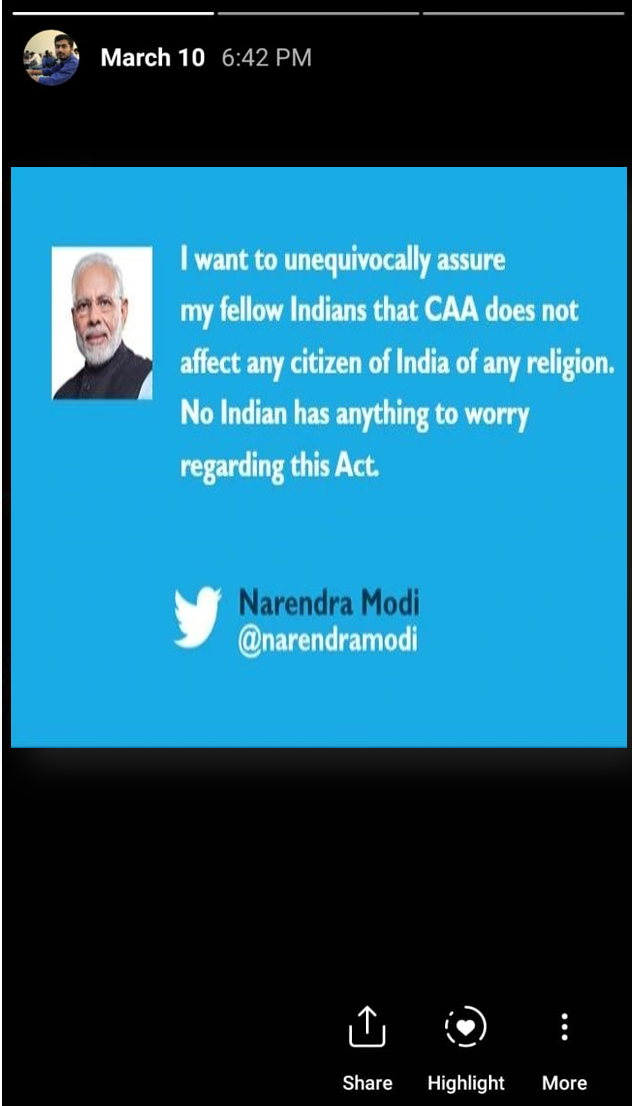 March 10 6:42 PM
I want to unequivocally assure
my fellow Indians that CAA does not
affect any citizen of India of any religion.
No Indian has anything to worry
regarding this Act.
Narendra Modi
@narendramodi
Share Highlight More